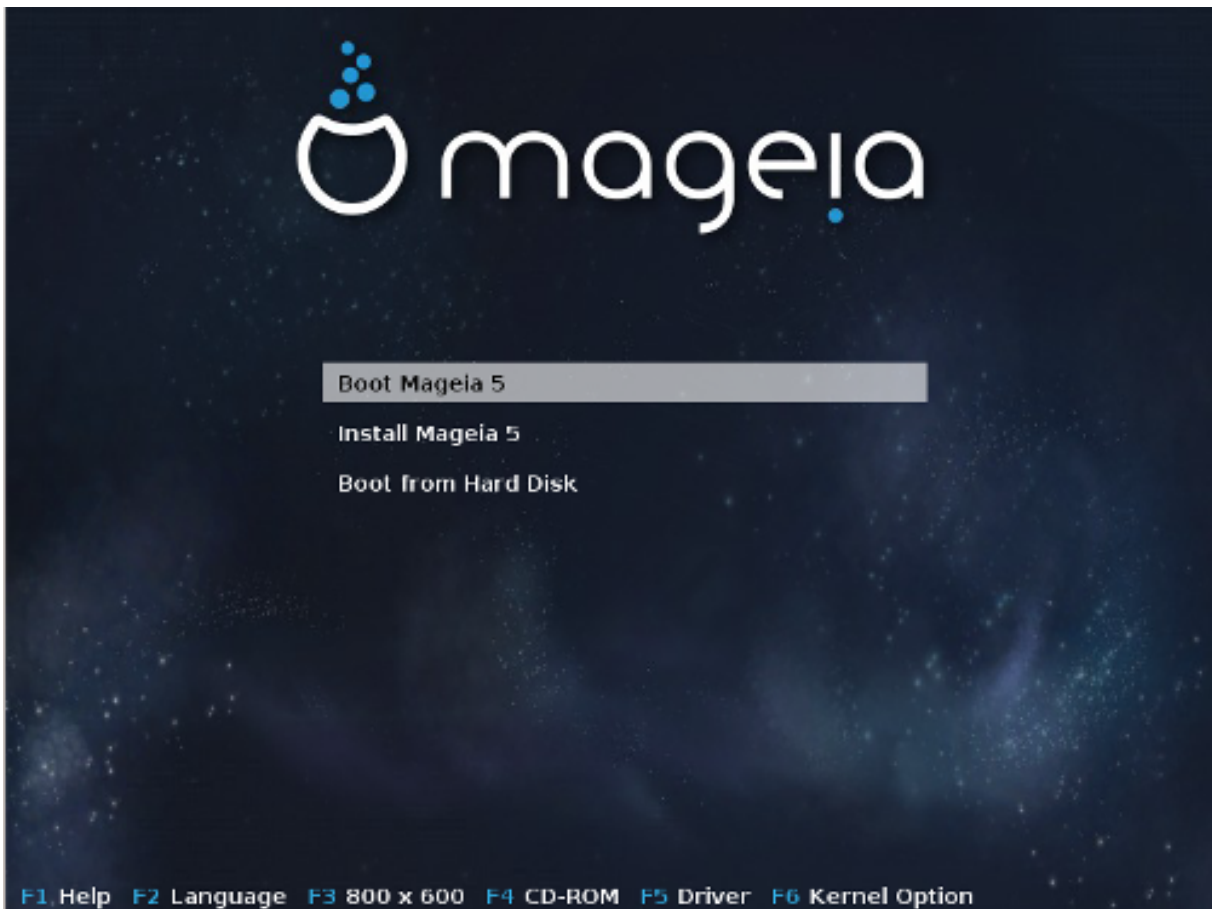 mageia
Boot Mageia 5
Install Mageia 5
Boot from Hard Disk
F1 Help F2 Language F3 800 x 600 F4 CD-ROM F5 Driver F6 Kernel Option